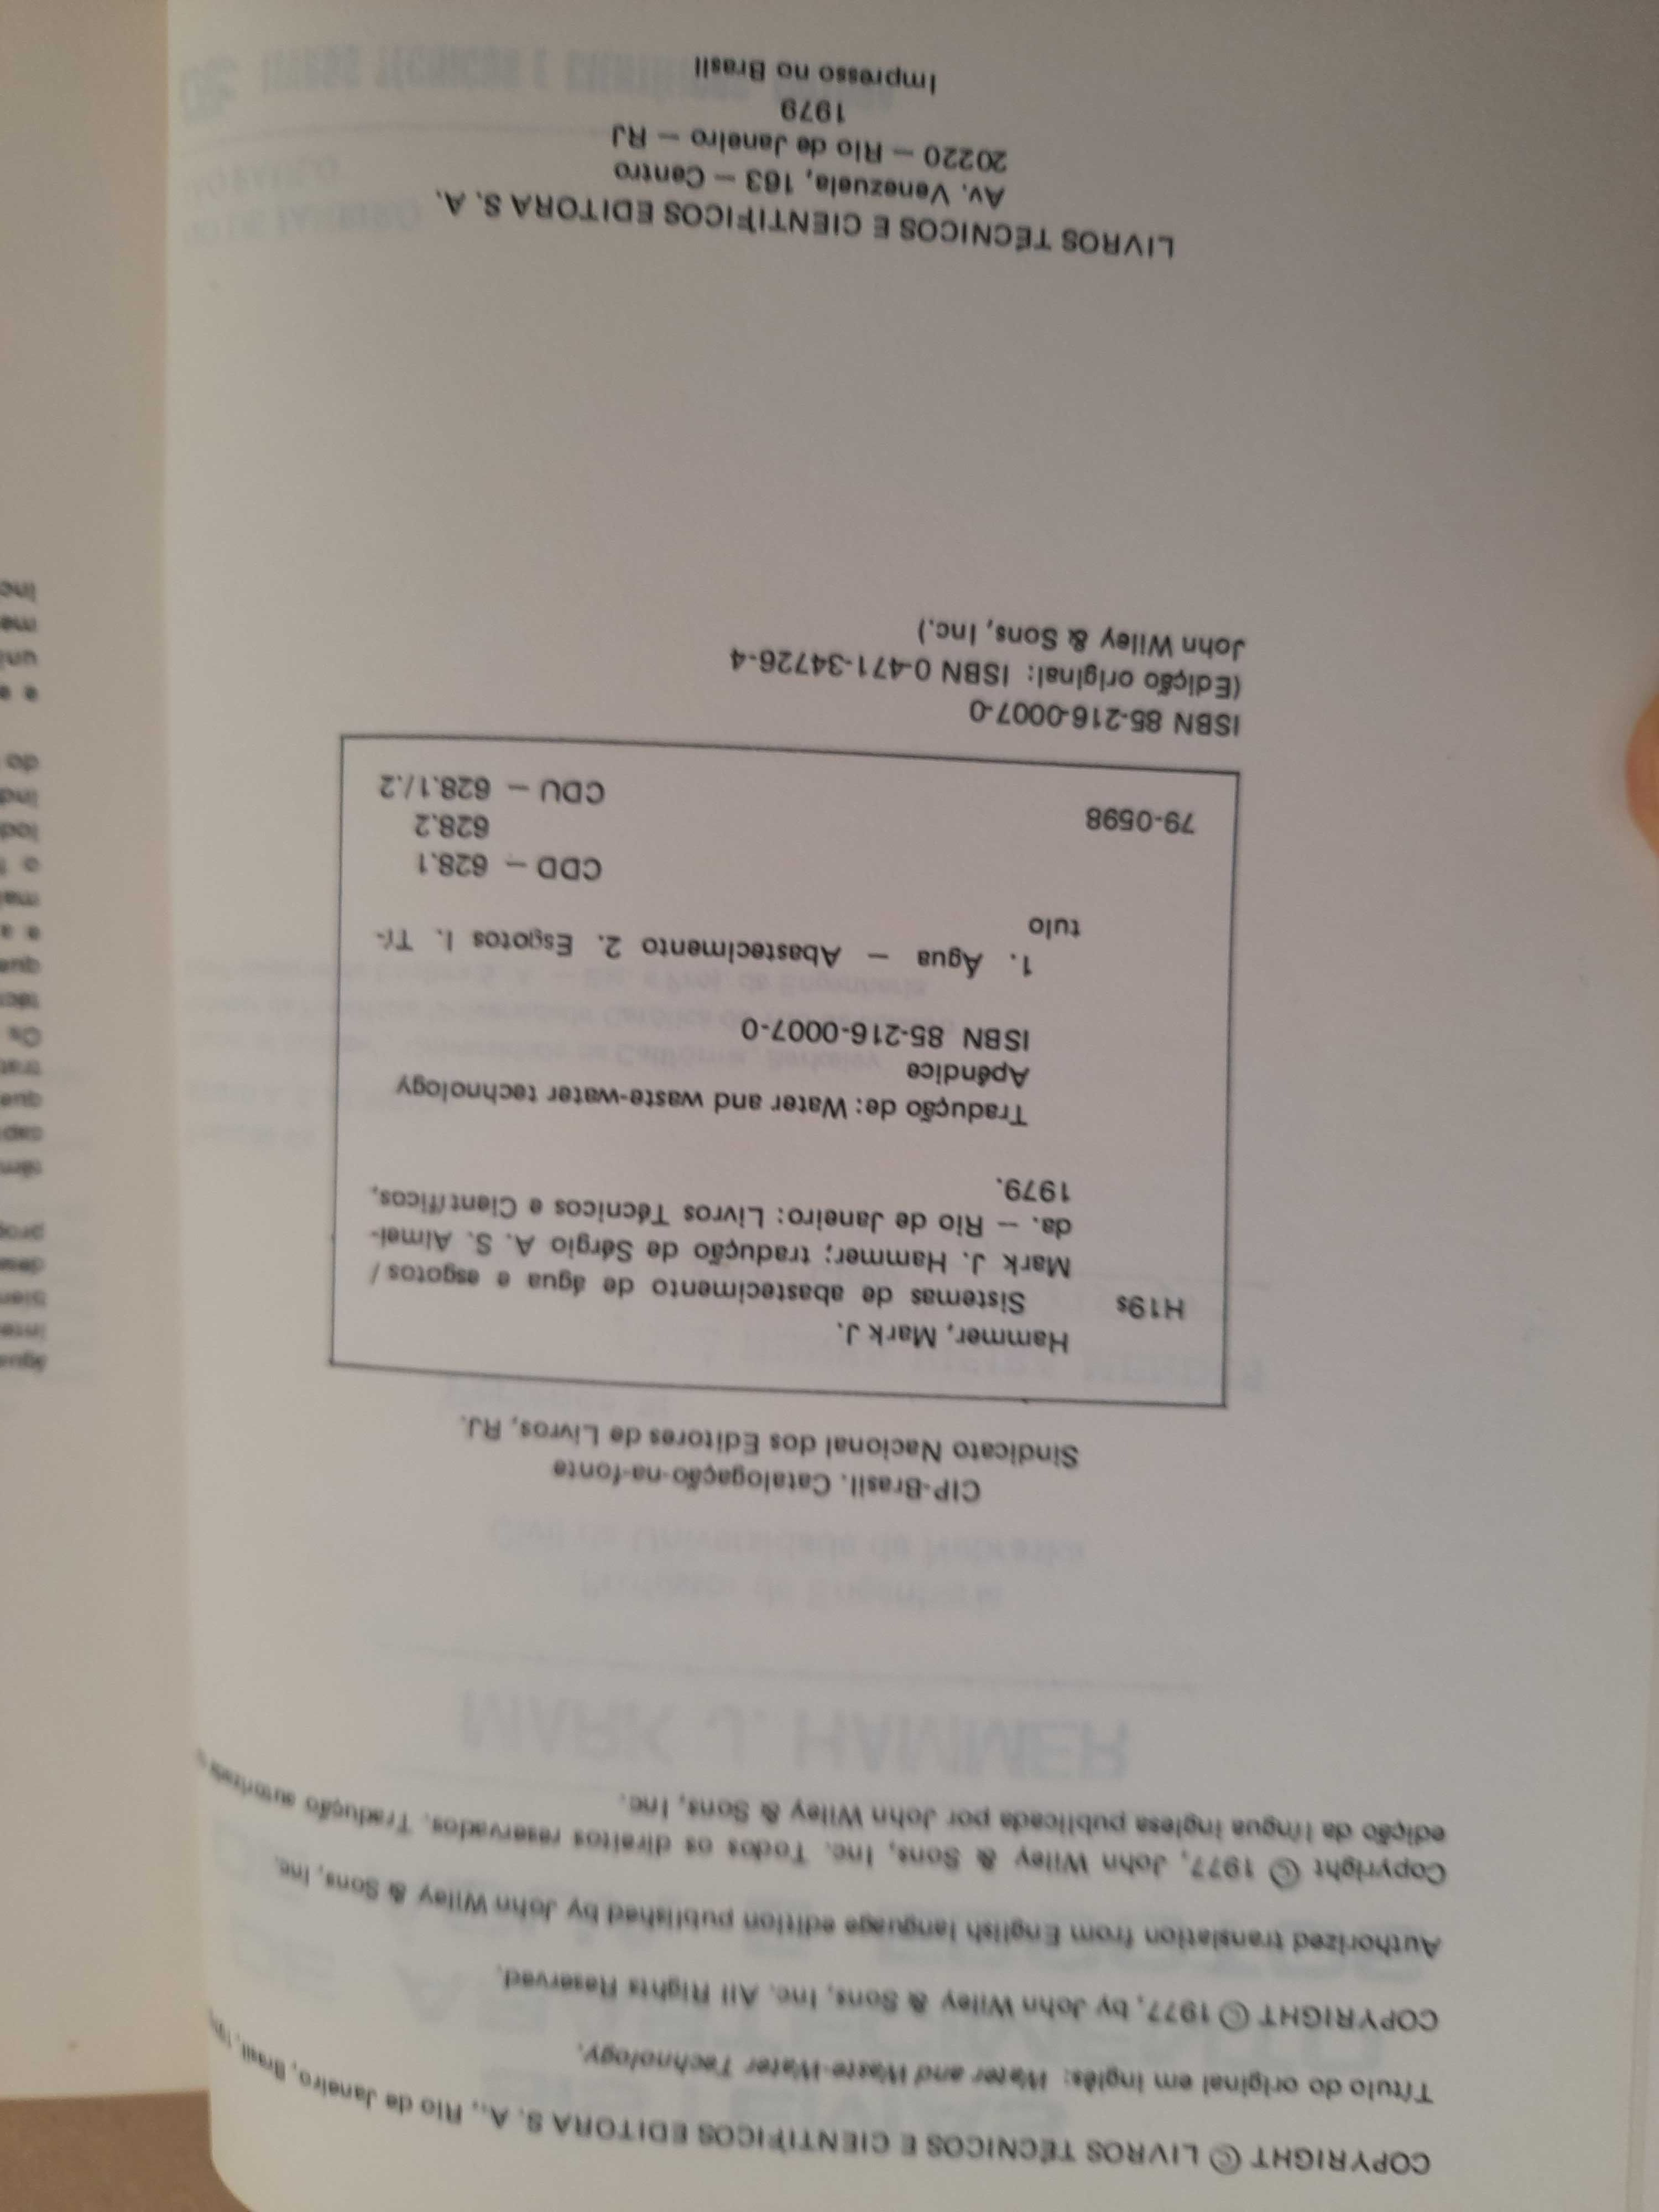 COPYRIGHT © LIVROS TÉCNICOS E CIENTÍFICOS EDITORA S. A., Rio de Janeiro, Brasil,
Título do original em inglês: Water and Waste-Water Technology.
COPYRIGHT © 1977, by John Wiley & Sons, Inc. All Rights Reserved.
Authorized translation from English language edition published by John Wiley & Sons, Inc.
Copyright © 1977, John Wiley & Sons, Inc. Todos os direitos reservados. Tradução
edição da língua inglesa publicada por John Wiley & Sons, Inc.
CIP-Brasil. Catalogação-na-fonte
Sindicato Nacional dos Editores de Livros, RJ.
Hammer, Mark J.
H19s Sistemas de abastecimento de água e esgotos /
Mark J. Hammer; tradução de Sérgio A. S. Almei-
da. — Rio de Janeiro: Livros Técnicos e Científicos,
1979.
Tradução de: Water and waste-water technology
Apêndice
ISBN 85-216-0007-0
1. Água — Abastecimento 2. Esgotos I. Tí-
tulo
CDD — 628.1
628.2
79-0598 CDU — 628.1/.2
ISBN 85-216-0007-0
(Edição original: ISBN 0-471-34726-4
John Wiley & Sons, Inc.)
LIVROS TÉCNICOS E CIENTÍFICOS EDITORA S. A.
Av. Venezuela, 163 — Centro
20220 — Rio de Janeiro — RJ
1979
Impresso no Brasil